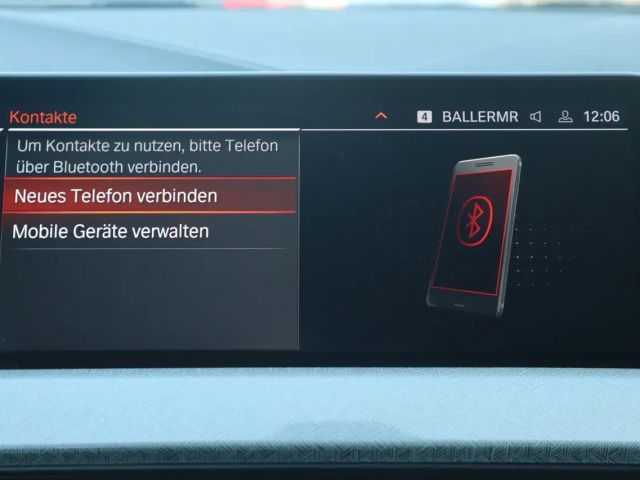 Kontakte
4 BALLERMR 12:06
Um Kontakte zu nutzen, bitte Telefon
über Bluetooth verbinden.
Neues Telefon verbinden
Mobile Geräte verwalten